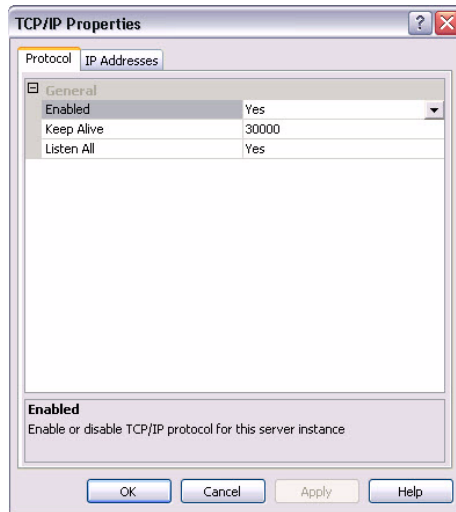 TCP/IP Properties
Protocol IP Addresses
General
Enabled Yes
Keep Alive 30000
Listen All Yes
Enabled
Enable or disable TCP/IP protocol for this server instance
OK Cancel Apply Help